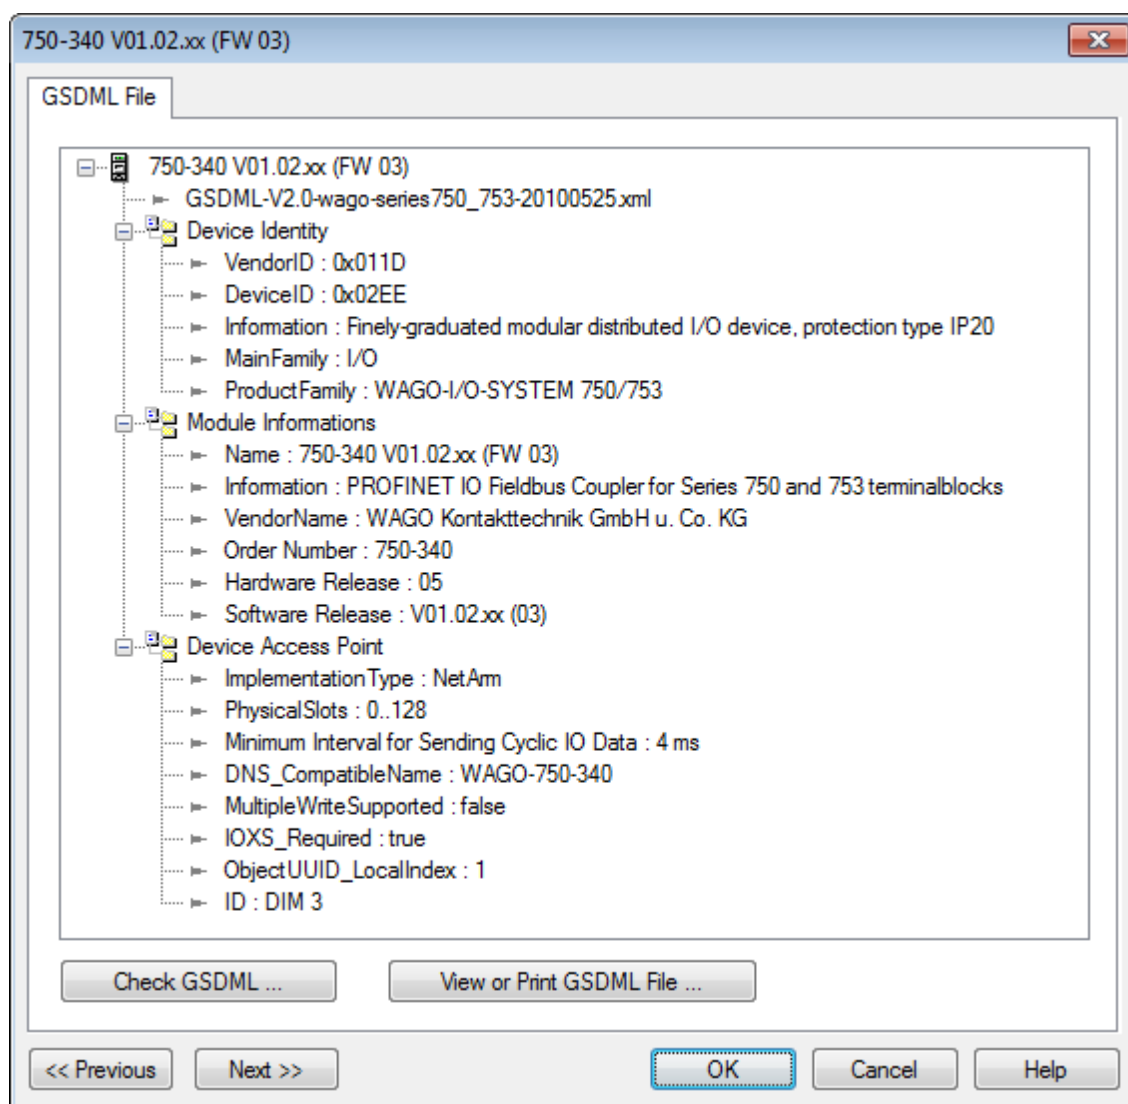 750-340 V01.02.xx (FW 03)
GSDML File
750-340 V01.02.xx (FW 03)
GSDML-V2.0-wago-series750_753-20100525.xml
Device Identity
VendorID : 0x011D
DeviceID : 0x02EE
Information : Finely-graduated modular distributed I/O device, protection type IP20
MainFamily : I/O
ProductFamily : WAGO-I/O-SYSTEM 750/753
Module Informations
Name : 750-340 V01.02.xx (FW 03)
Information : PROFINET IO Fieldbus Coupler for Series 750 and 753 terminalblocks
VendorName : WAGO Kontakttechnik GmbH u. Co. KG
Order Number : 750-340
Hardware Release : 05
Software Release : V01.02.xx (03)
Device Access Point
ImplementationType : NetArm
PhysicalSlots : 0..128
Minimum Interval for Sending Cyclic IO Data : 4 ms
DNS_CompatibleName : WAGO-750-340
MultipleWriteSupported : false
IOXS_Required : true
ObjectUUID_LocalIndex : 1
ID : DIM 3
Check GSDML ...
View or Print GSDML File ...
<< Previous
Next >>
OK
Cancel
Help